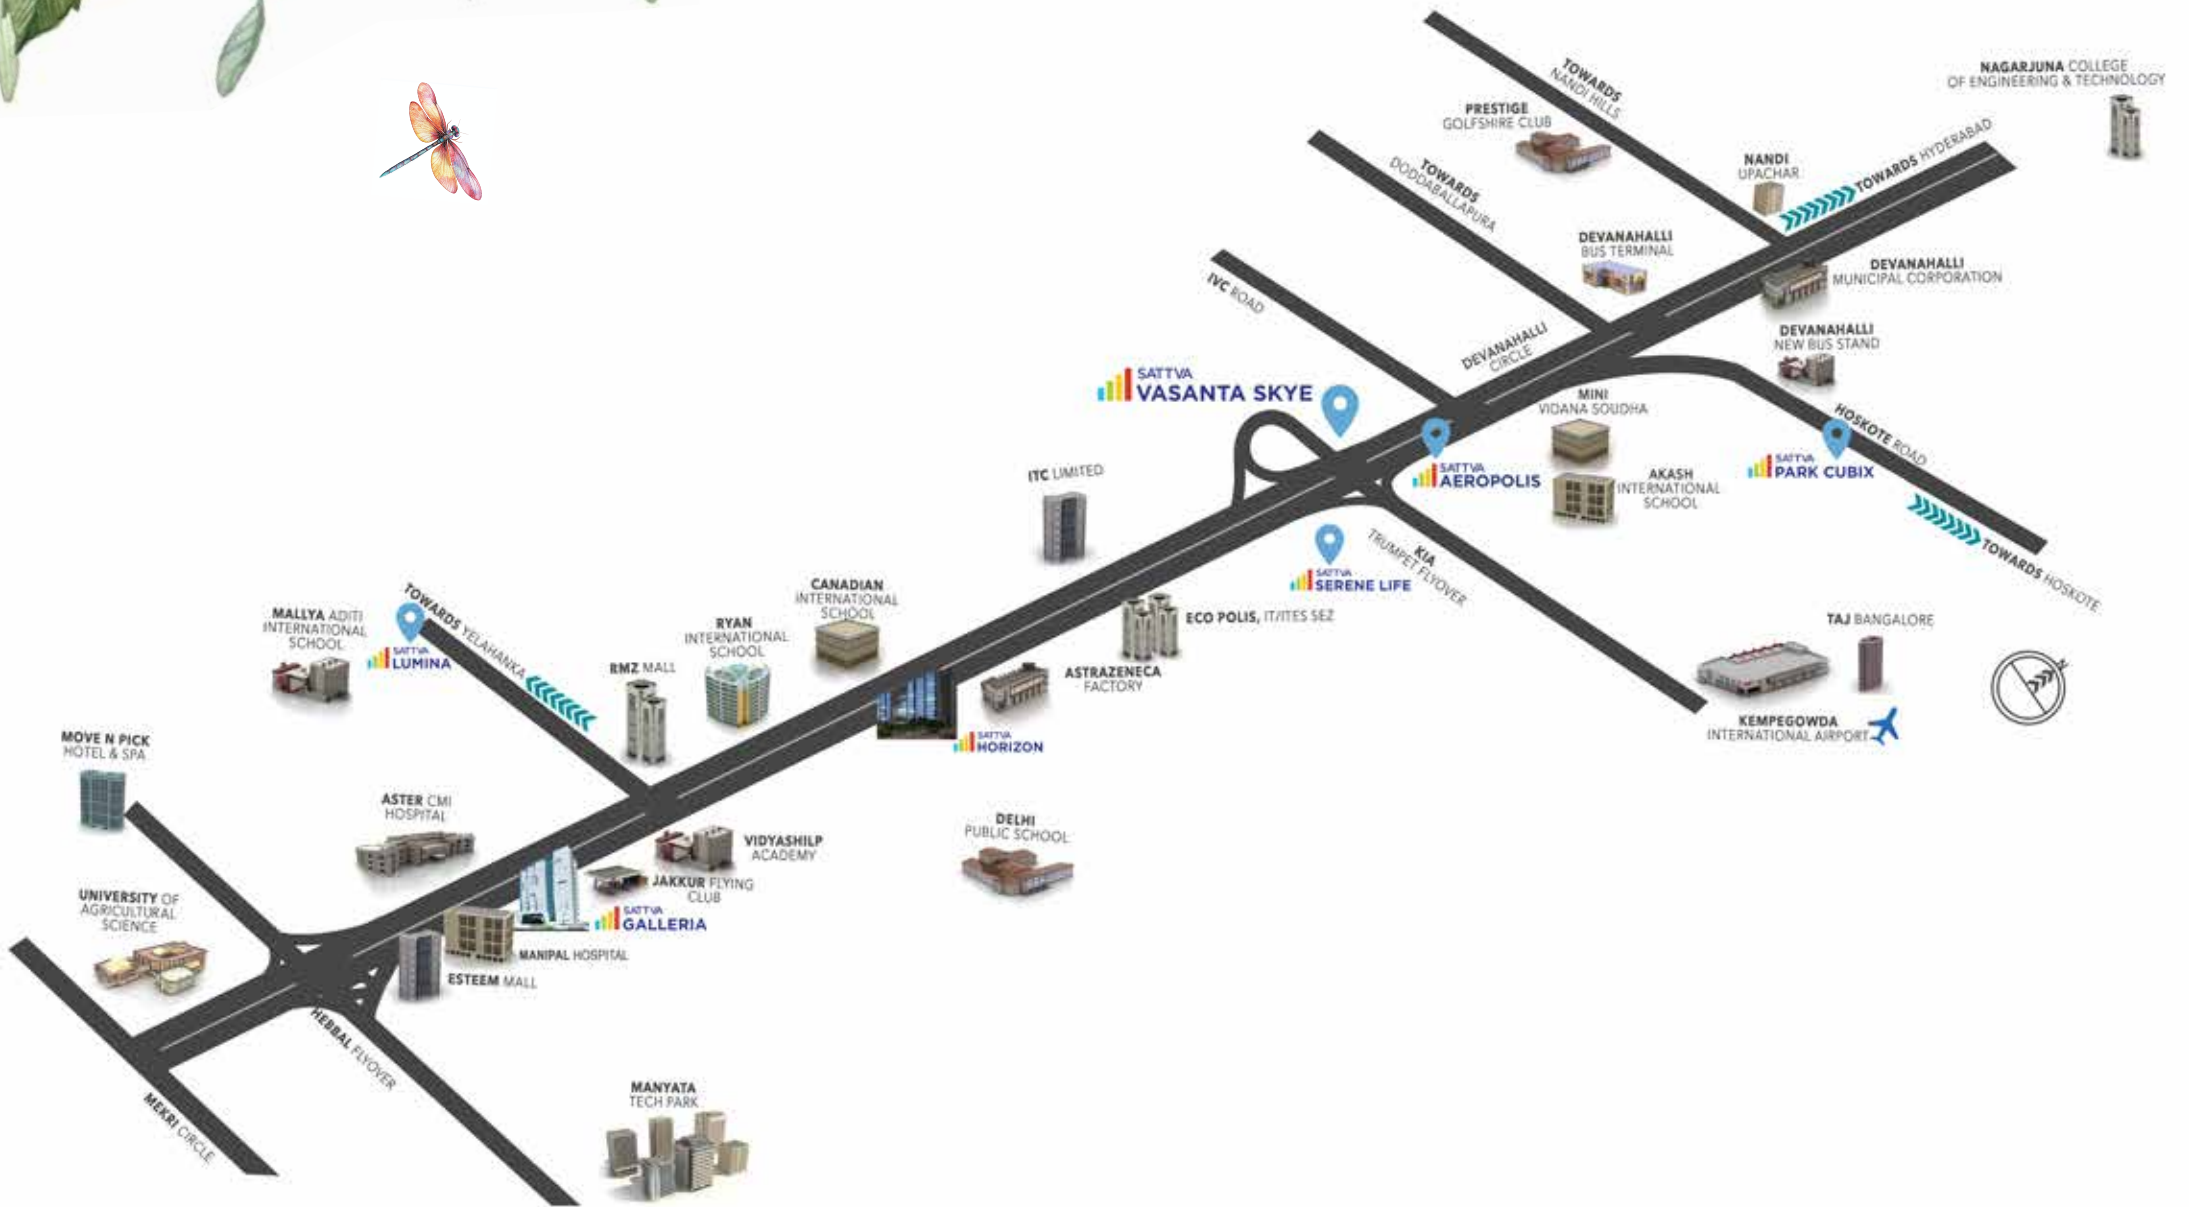 TOWARDS
NANDI HILLS
NAGARJUNA COLLEGE
OF ENGINEERING & TECHNOLOGY
PRESTIGE
GOLFSHIRE CLUB
NANDI
UPACHAR
TOWARDS HYDERABAD
TOWARDS
DODDABALLAPURA
DEVANAHALLI
BUS TERMINAL
DEVANAHALLI
MUNICIPAL CORPORATION
IVC ROAD
DEVANAHALLI
CIRCLE
DEVANAHALLI
NEW BUS STAND
SATTVA
VASANTA SKYE
MINI
VIDANA SOUDHA
HOSKOTE ROAD
SATTVA
AEROPOLIS
SATTVA
PARK CUBIX
ITC LIMITED
AKASH
INTERNATIONAL
SCHOOL
KIA
TRUMPET FLYOVER
TOWARDS HOSKOTE
SATTVA
SERENE LIFE
CANADIAN
INTERNATIONAL
SCHOOL
TOWARDS YELAHANKA
MALLYA ADITI
INTERNATIONAL
SCHOOL
SATTVA
LUMINA
RYAN
INTERNATIONAL
SCHOOL
RMZ MALL
ECO POLIS, IT/ITES SEZ
TAJ BANGALORE
ASTRAZENECA
FACTORY
N
KEMPEGOWDA
INTERNATIONAL AIRPORT
MOVE N PICK
HOTEL & SPA
SATTVA
HORIZON
ASTER CMI
HOSPITAL
DELHI
PUBLIC SCHOOL
VIDYASHILP
ACADEMY
JAKKUR FLYING
CLUB
UNIVERSITY OF
AGRICULTURAL
SCIENCE
SATTVA
GALLERIA
MANIPAL HOSPITAL
ESTEEM MALL
HEBBAL FLYOVER
MEKRI CIRCLE
MANYATA
TECH PARK